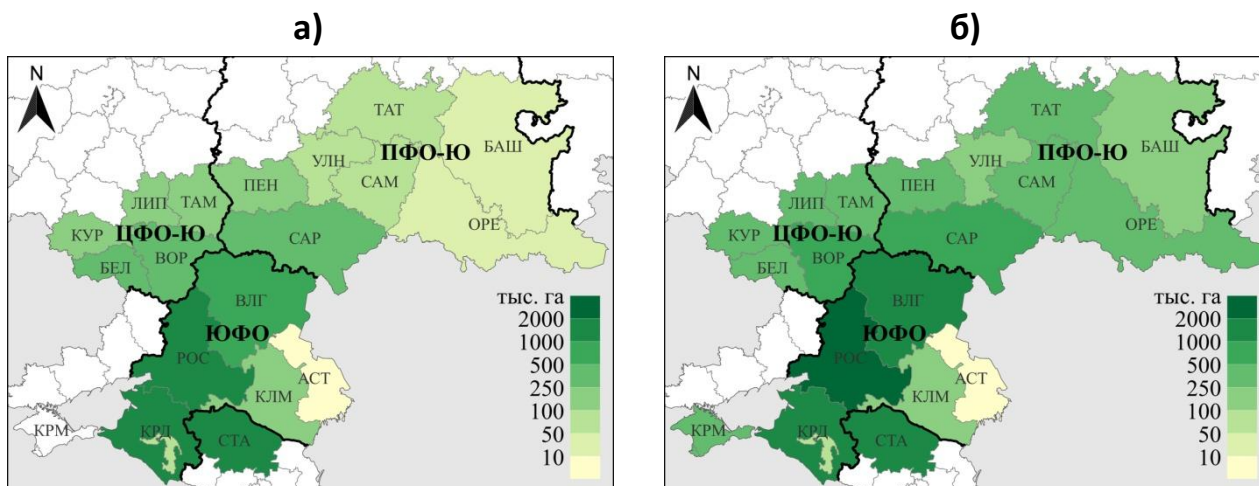 а)
N
ТАТ
БАШ
УЛН
ПФО-Ю
ПЕН
САМ
ЛИП
ТАМ
ОРЕ
КУР
ЦФО-Ю
САР
БЕЛ
ВОР
ВЛГ
тыс. га
2000
1000
500
250
100
50
10
ЮФО
РОС
АСТ
КЛМ
КРМ
КРД
СТА
б)
N
ТАТ
БАШ
УЛН
ПФО-Ю
ПЕН
САМ
ЛИП
ТАМ
ОРЕ
КУР
ЦФО-Ю
САР
БЕЛ
ВОР
ВЛГ
тыс. га
2000
1000
500
250
100
50
10
ЮФО
РОС
АСТ
КЛМ
КРМ
КРД
СТА